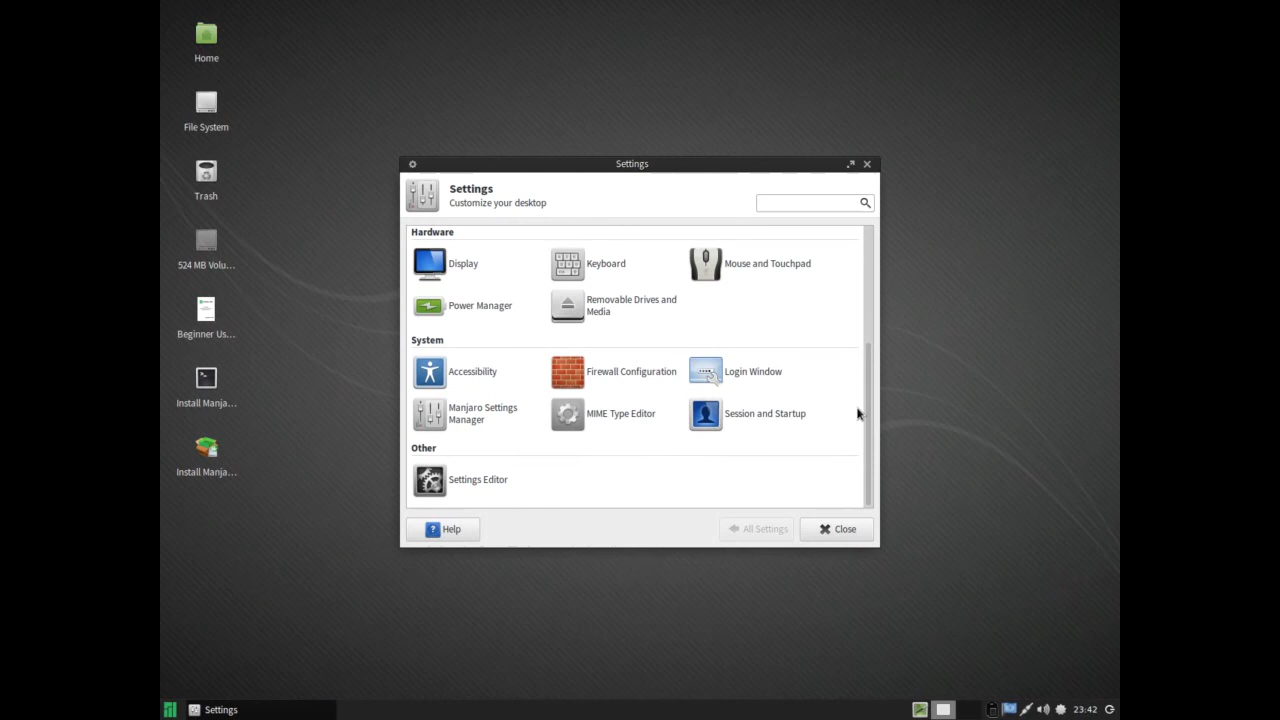 Home
File System
Trash
524 MB Volu...
Beginner Us...
Install Manja...
Install Manja...
Settings
Settings
Customize your desktop
Hardware
Display
Keyboard
Mouse and Touchpad
Power Manager
Removable Drives and
Media
System
Accessibility
Firewall Configuration
Login Window
Manjaro Settings
Manager
MIME Type Editor
Session and Startup
Other
Settings Editor
Help
All Settings
Close
Settings
23:42